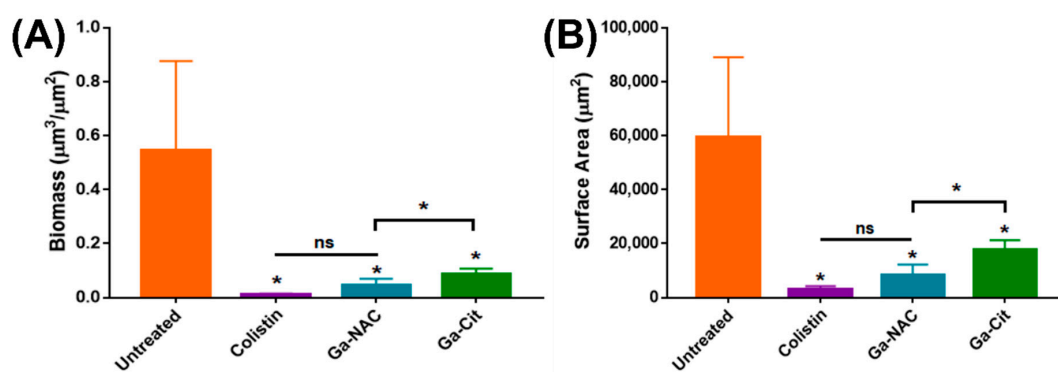 (A)
Biomass (μm³/μm²)
1.0
0.8
0.6
0.4
0.2
0.0
ns
*
*
*
*
Untreated
Colistin
Ga-NAC
Ga-Cit
(B)
Surface Area (μm²)
100,000
80,000
60,000
40,000
20,000
0
*
ns
*
*
*
Untreated
Colistin
Ga-NAC
Ga-Cit